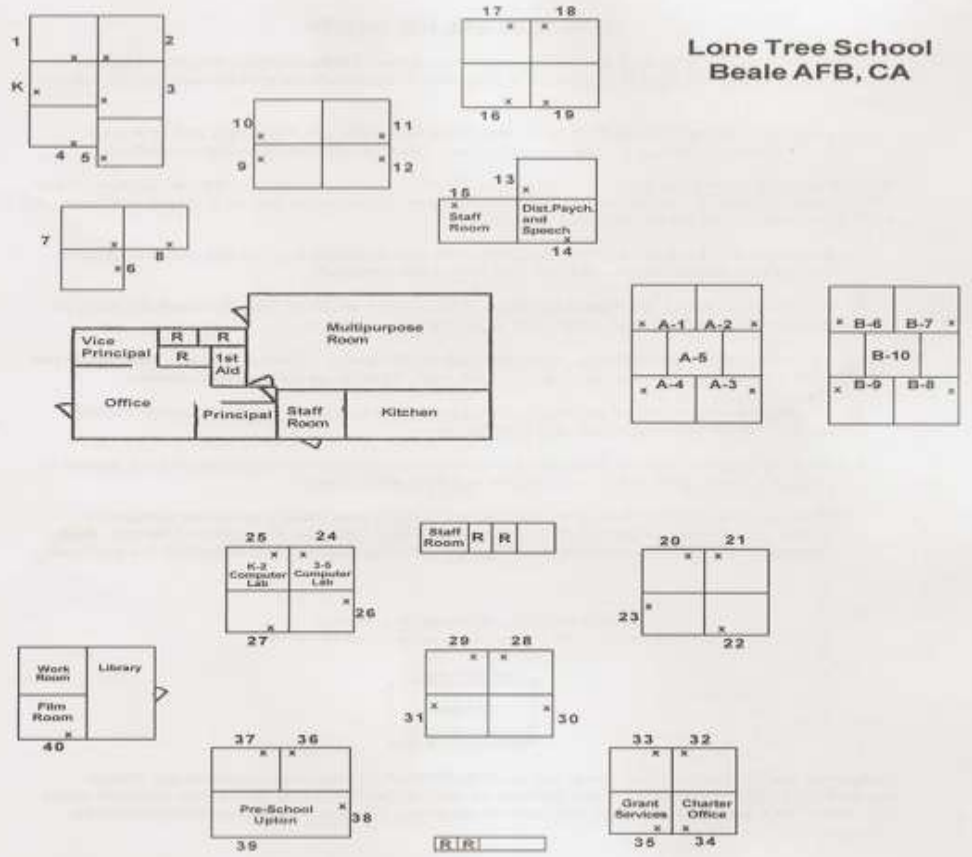 Lone Tree School
Beale AFB, CA
17 18
1 2
K 3
4 5
16 19
10 11
9 12
13
15
Staff
Room
Dist.Psych.
and
Speech
14
7
8
6
Vice
Principal
R R
R
1st
Aid
Multipurpose
Room
Office
Principal
Staff
Room
Kitchen
A-1 A-2
A-5
A-4 A-3
B-6 B-7
B-10
B-9 B-8
Staff
Room
R R
25 24
K-2
Computer
Lab
3-5
Computer
Lab
26
27
20 21
23
22
29 28
31 30
Work
Room
Library
Film
Room
40
37 36
Pre-School
Upton
38
39
33 32
Grant
Services
Charter
Office
35 34
R R